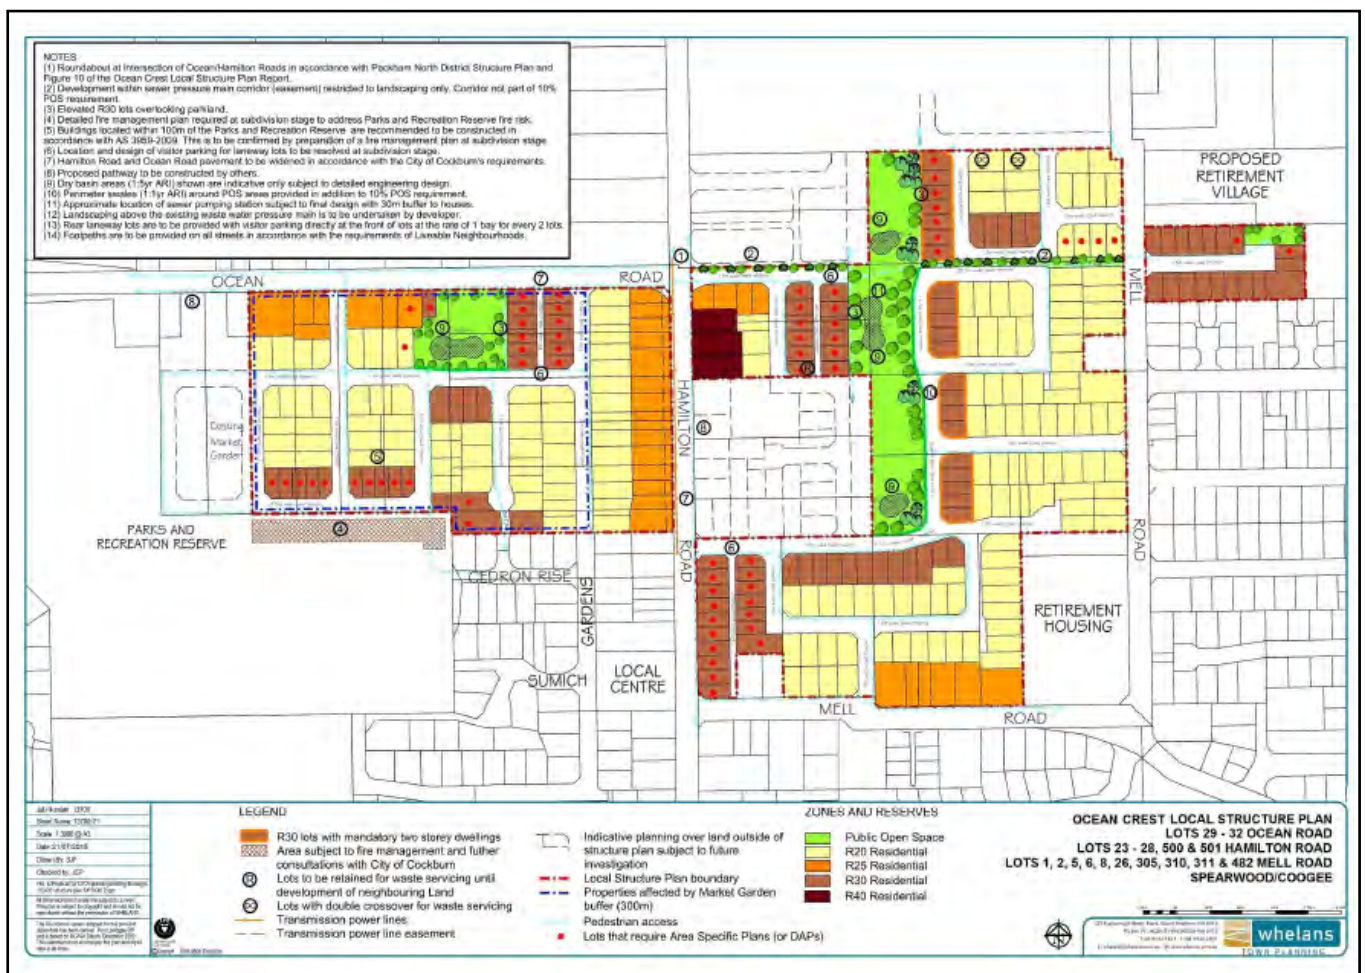 NOTES
(1) Roundabout at Intersection of Ocean/Hamilton Roads in accordance with Packham North District Structure Plan and
Figure 10 of the Ocean Crest Local Structure Plan Report.
(2) Development within sewer pressure main corridor (easement) restricted to landscaping only. Corridor not part of 10%
POS requirement.
(3) Elevated R30 lots overlooking parkland.
(4) Detailed fire management plan required at subdivision stage to address Parks and Recreation Reserve fire risk.
(5) Buildings located within 100m of the Parks and Recreation Reserve are recommended to be constructed in
accordance with AS 3959-2009. This is to be confirmed by preparation of a fire management plan at subdivision stage.
(6) Location and design of visitor parking for laneway lots to be resolved at subdivision stage.
(7) Hamilton Road and Ocean Road pavement to be widened in accordance with the City of Cockburn's requirements.
(8) Proposed pathway to be constructed by others.
(9) Dry basin areas (1:5yr ARI) shown are indicative only subject to detailed engineering design.
(10) Perimeter swales (1:1yr ARI) around POS areas provided in addition to 10% POS requirement.
(11) Approximate location of sewer pumping station subject to final design with 30m buffer to houses.
(12) Landscaping above the existing waste water pressure main is to be undertaken by developer.
(13) Rear laneway lots are to be provided with visitor parking directly at the front of lots at the rate of 1 bay for every 2 lots.
(14) Footpaths are to be provided on all streets in accordance with the requirements of Liveable Neighbourhoods.
PROPOSED
RETIREMENT
VILLAGE
OCEAN ROAD
HAMILTON
ROAD
MELL
ROAD
Existing
Market
Garden
PARKS AND
RECREATION RESERVE
CEDRON RISE
GARDENS
SUMICH
LOCAL
CENTRE
RETIREMENT
HOUSING
MELL ROAD
LEGEND
R30 lots with mandatory two storey dwellings
Area subject to fire management and futher
consultations with City of Cockburn
Lots to be retained for waste servicing until
development of neighbouring Land
Lots with double crossover for waste servicing
Transmission power lines
Transmission power line easement
Indicative planning over land outside of
structure plan subject to future
investigation
Local Structure Plan boundary
Properties affected by Market Garden
buffer (300m)
Pedestrian access
Lots that require Area Specific Plans (or DAPs)
ZONES AND RESERVES
Public Open Space
R20 Residential
R25 Residential
R30 Residential
R40 Residential
OCEAN CREST LOCAL STRUCTURE PLAN
LOTS 29 - 32 OCEAN ROAD
LOTS 23 - 28, 500 & 501 HAMILTON ROAD
LOTS 1, 2, 5, 6, 8, 26, 305, 310, 311 & 482 MELL ROAD
SPEARWOOD/COOGEE
whelans
TOWN PLANNING